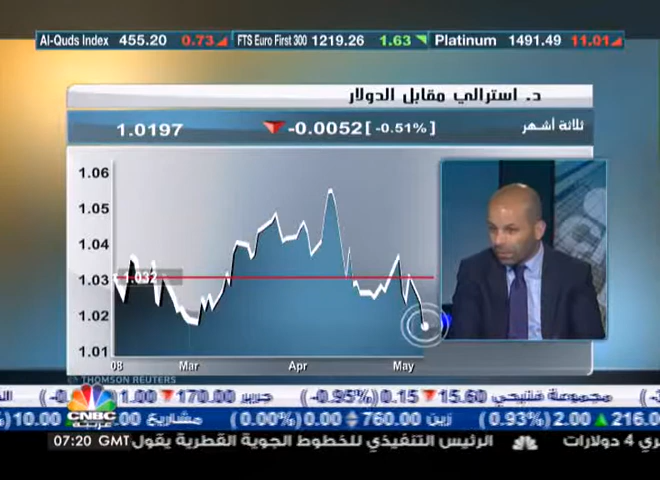 Al-Quds Index 455.20 0.73 FTS Euro First 300 1219.26 1.63 Platinum 1491.49 11.01
د. استرالي مقابل الدولار
ثلاثة أشهر -0.0052 [ -0.51% ] 1.0197
1.06
1.05
1.04
1.03
1.032
1.02
1.01
08 Mar Apr May
THOMSON REUTERS
مجموعة فتيحي 15.60 0.15 (-0.95%) جرير 170.00 1.00
CNBC عربية
216.0 2.00 (0.93%) زين 760.00 0.00 (0.00%) مشاريع 10.00
4 دولارات الرئيس التنفيذي للخطوط الجوية القطرية يقول
07:20 GMT